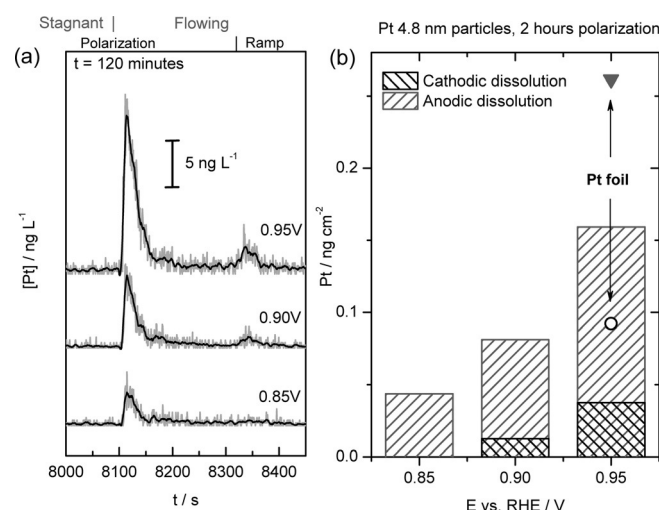 Stagnant | Flowing
Polarization | Ramp
(a)
t = 120 minutes
5 ng L⁻¹
0.95V
0.90V
0.85V
[Pt] / ng L⁻¹
8000 8100 8200 8300 8400
t / s
Pt 4.8 nm particles, 2 hours polarization
(b)
Cathodic dissolution
Anodic dissolution
Pt foil
Pt / ng cm⁻²
0.2
0.1
0.0
0.85 0.90 0.95
E vs. RHE / V